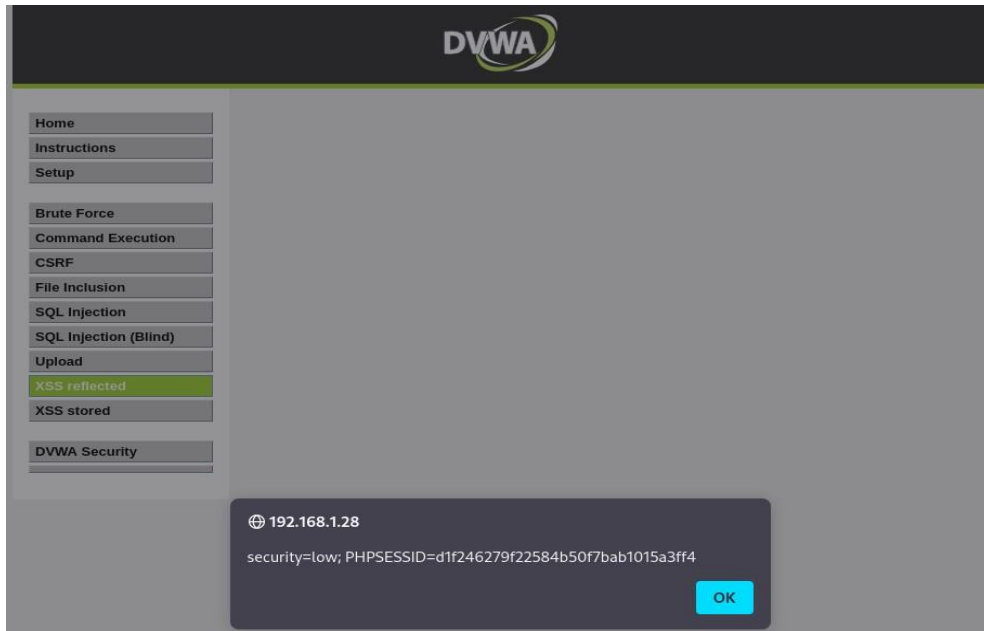 DVWA
Home
Instructions
Setup
Brute Force
Command Execution
CSRF
File Inclusion
SQL Injection
SQL Injection (Blind)
Upload
XSS reflected
XSS stored
DVWA Security
192.168.1.28
security=low; PHPSESSID=d1f246279f22584b50f7bab1015a3ff4
OK